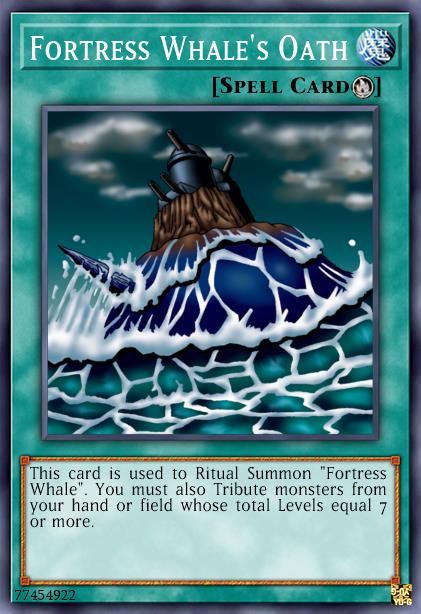 Fortress Whale's Oath
魔
[Spell Card]
This card is used to Ritual Summon "Fortress
Whale". You must also Tribute monsters from
your hand or field whose total Levels equal 7
or more.
77454922